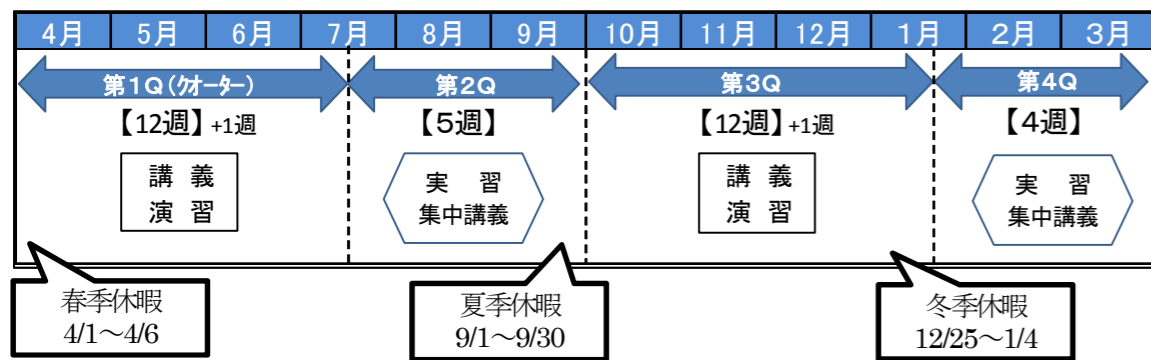 4月 5月 6月 7月 8月 9月 10月 11月 12月 1月 2月 3月
第1Q(クオーター) 第2Q 第3Q 第4Q
【12週】+1週 【5週】 【12週】+1週 【4週】
講 義
演 習
実 習
集中講義
講 義
演 習
実 習
集中講義
春季休暇
4/1～4/6
夏季休暇
9/1～9/30
冬季休暇
12/25～1/4